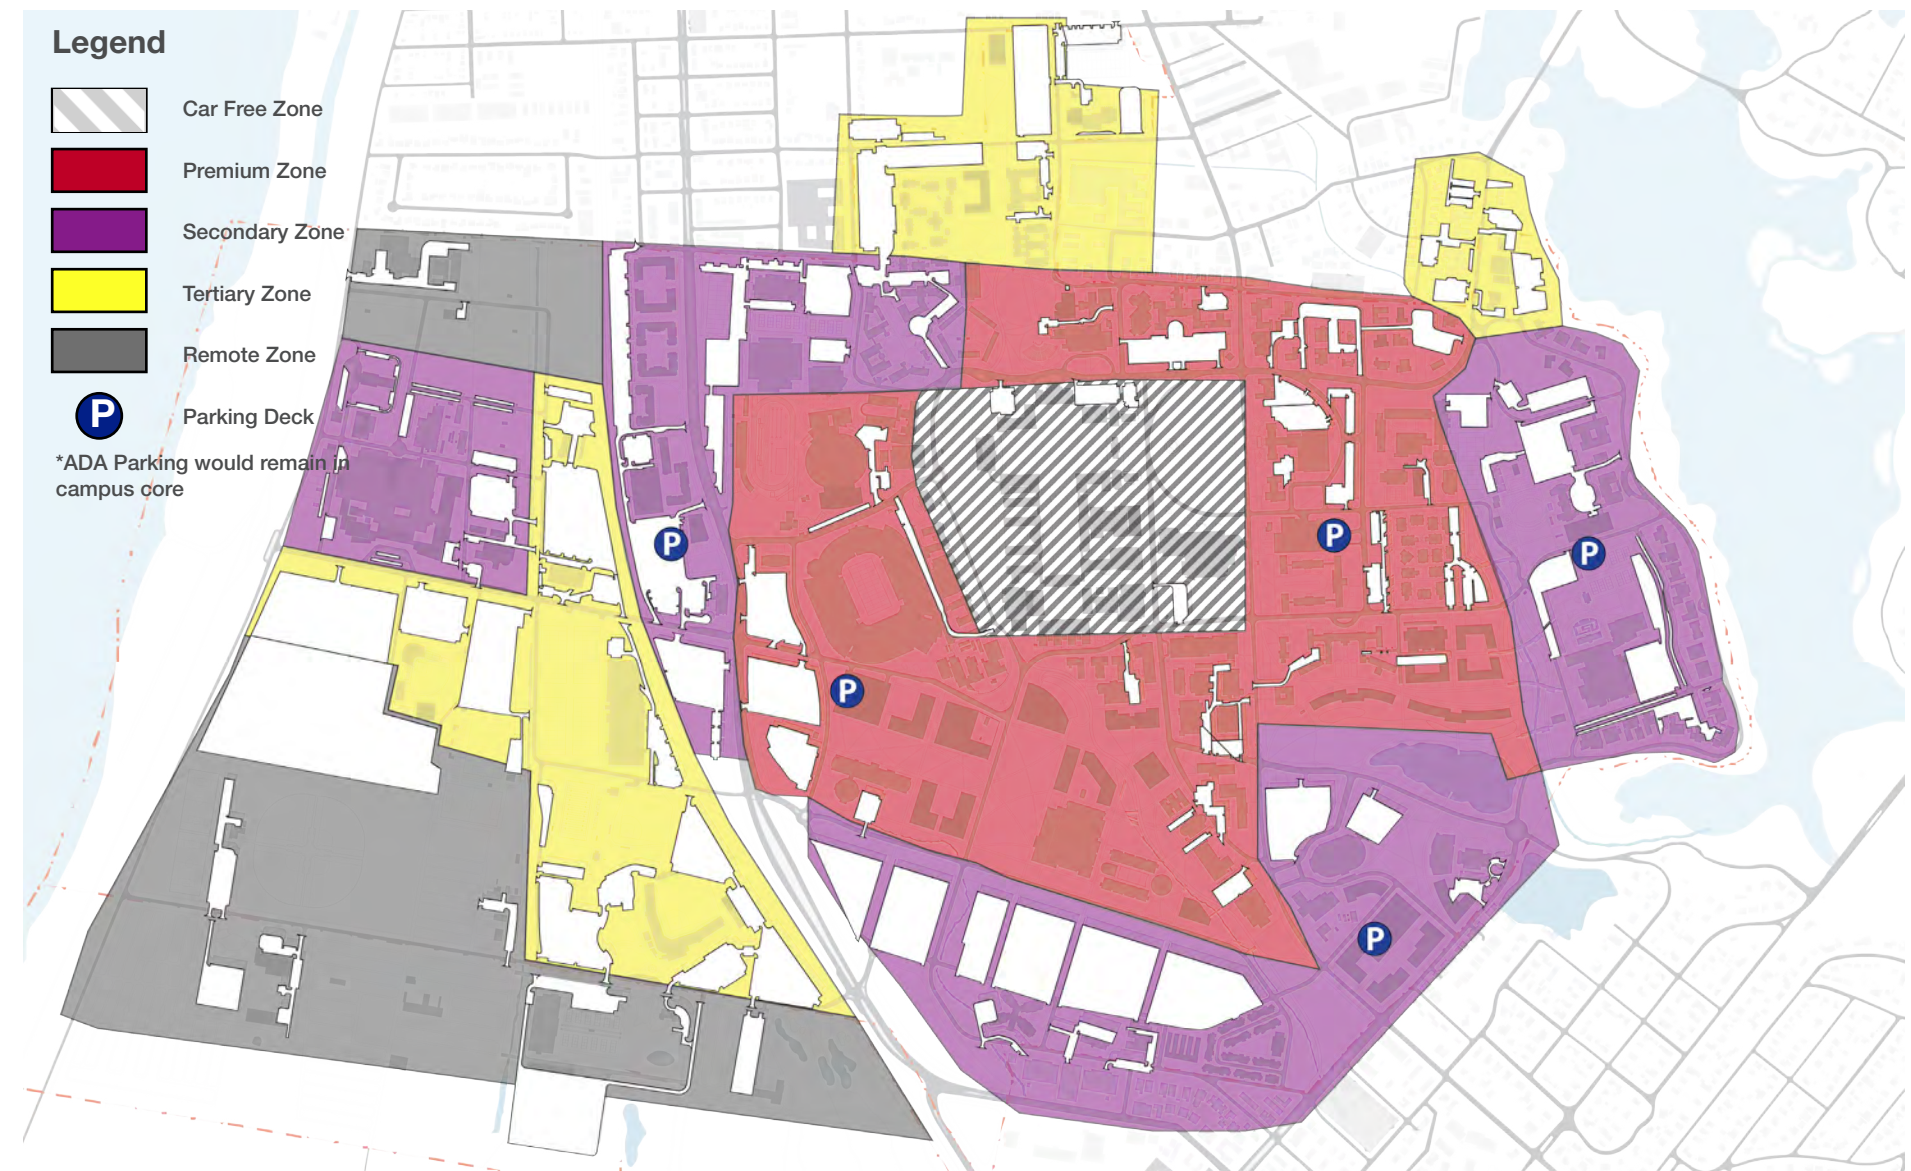 Legend
Car Free Zone
Premium Zone
Secondary Zone
Tertiary Zone
Remote Zone
P
Parking Deck
*ADA Parking would remain in
campus core
P
P
P
P
P